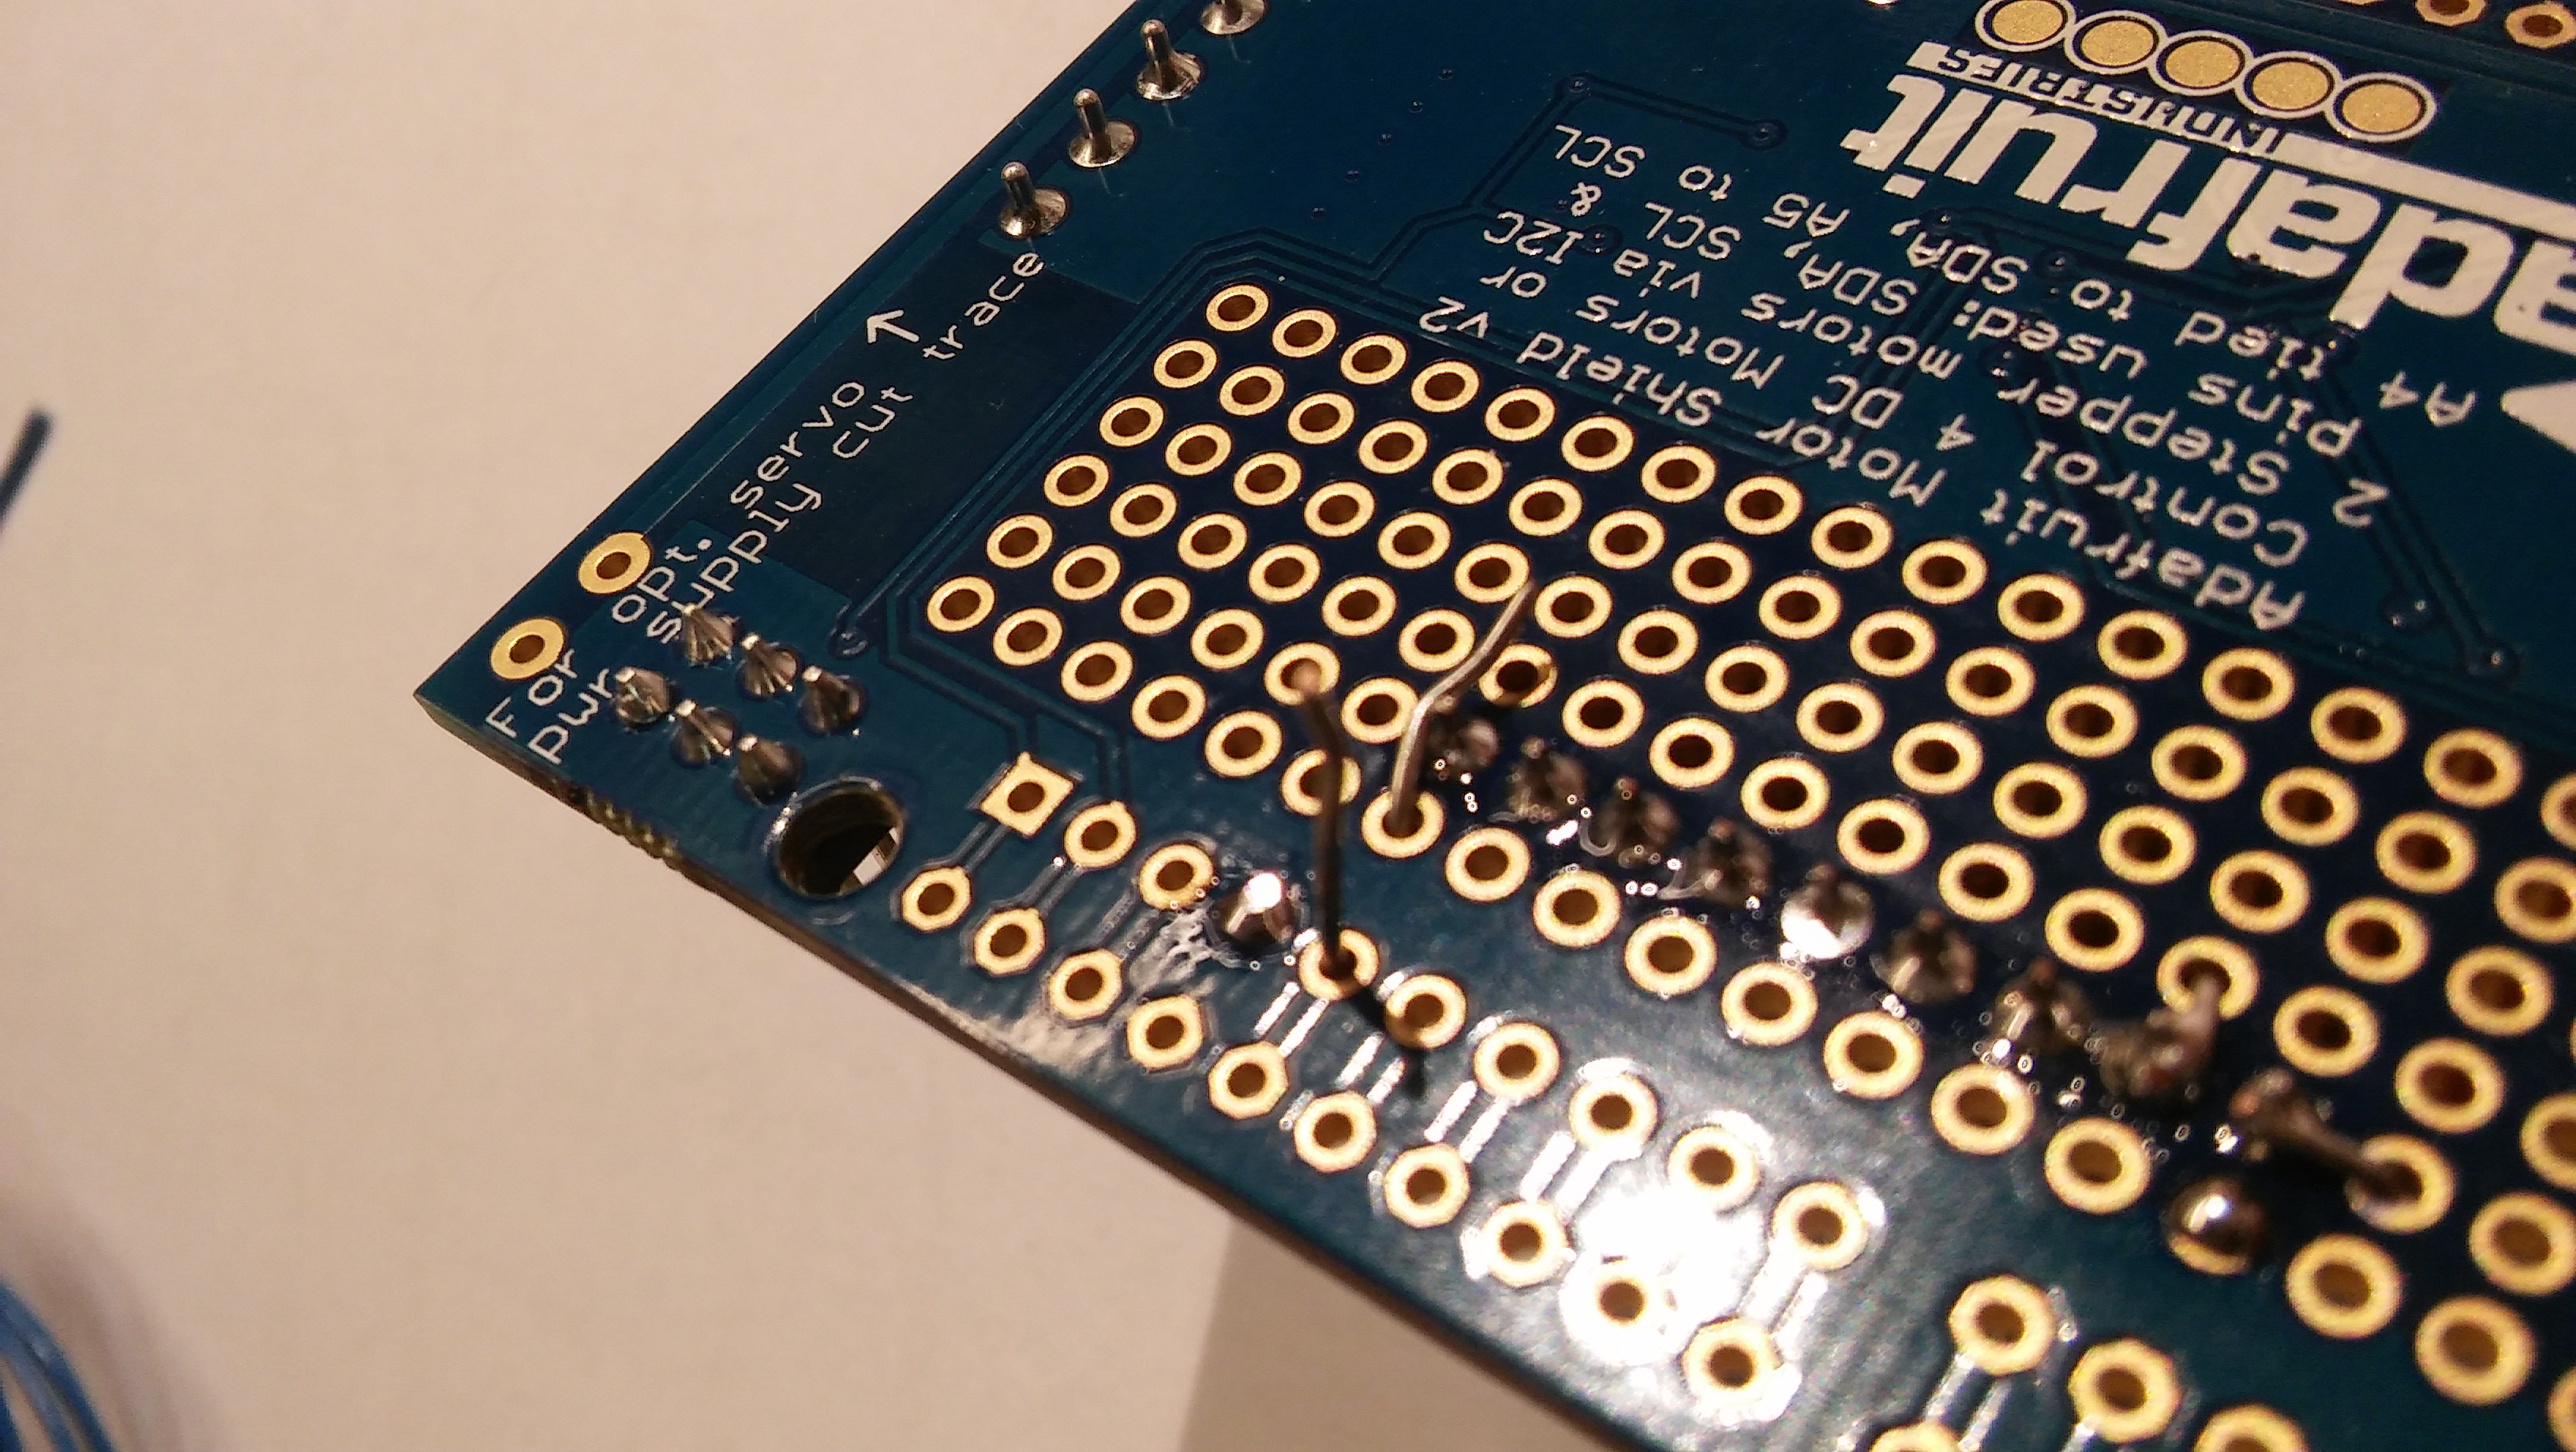 For opt. servo
pwr supply cut trace
Adafruit Motor Shield v2
Control 4 DC Motors or
2 Stepper motors via I2C
Pins used: SDA, SCL &
A4 tied to SDA, A5 to SCL
adafruit
INDUSTRIES